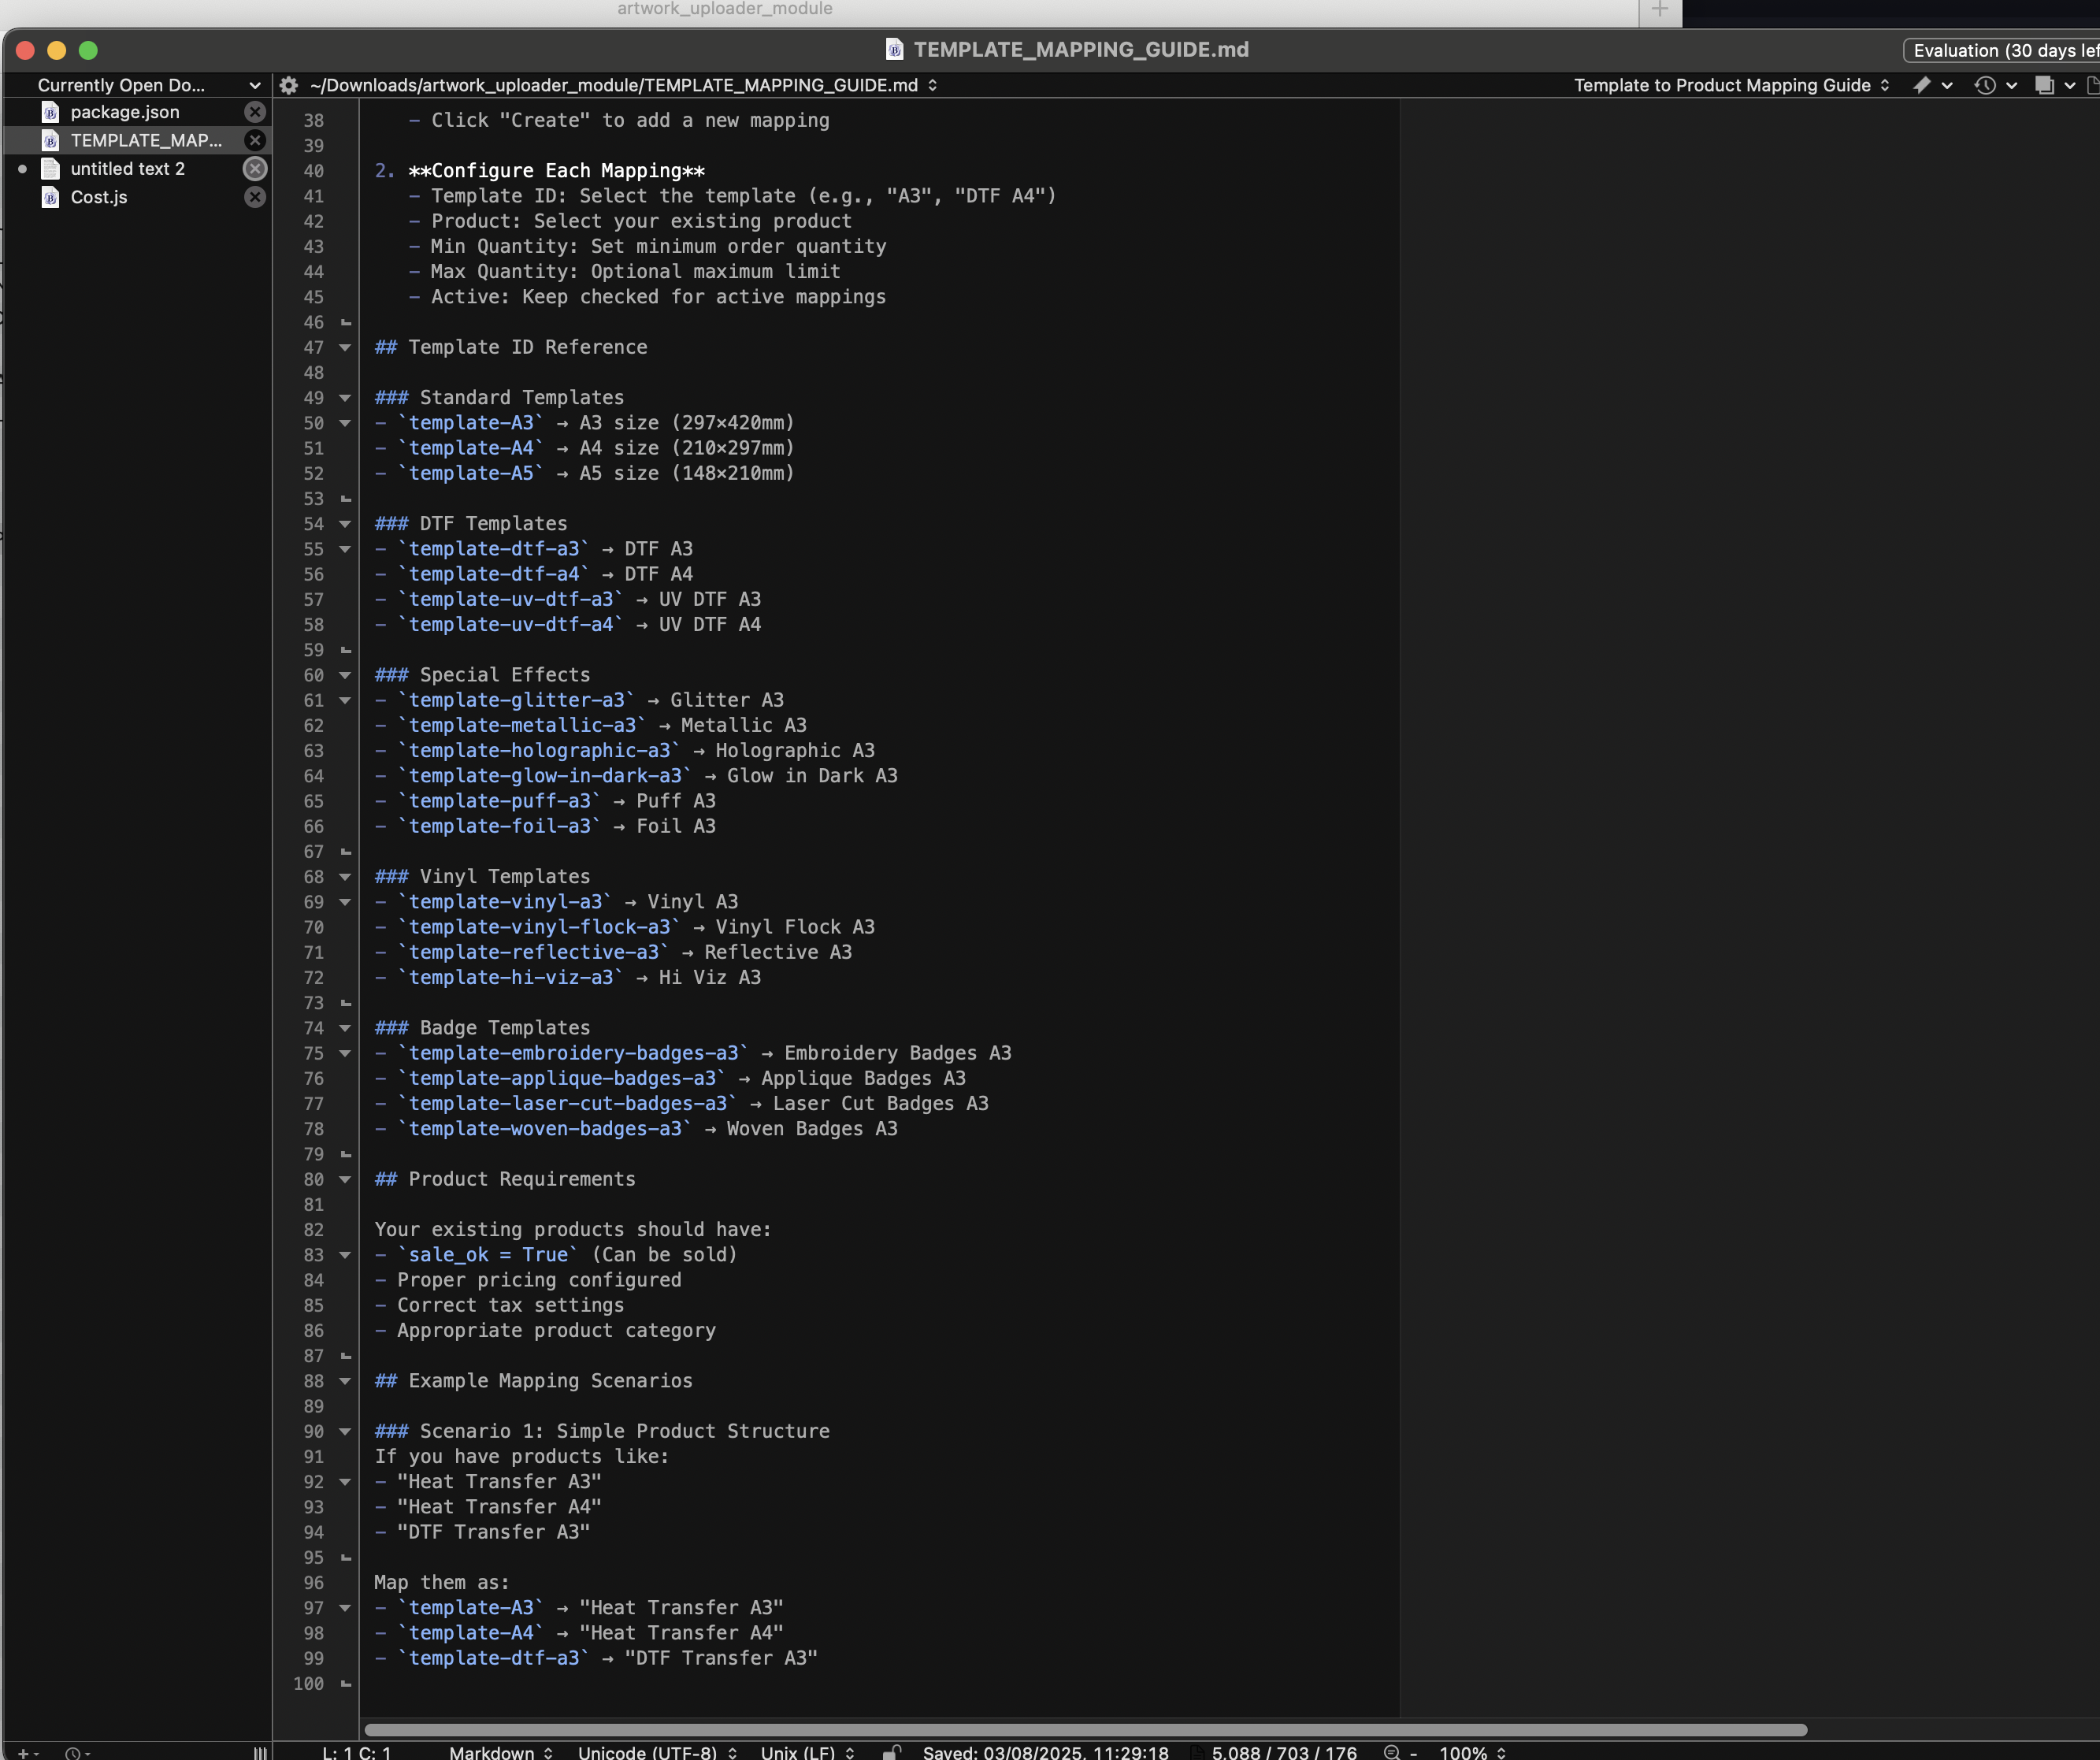 artwork_uploader_module
TEMPLATE_MAPPING_GUIDE.md
Evaluation (30 days lef
Currently Open Do...
~/Downloads/artwork_uploader_module/TEMPLATE_MAPPING_GUIDE.md
Template to Product Mapping Guide
package.json
TEMPLATE_MAP...
untitled text 2
Cost.js
38 - Click "Create" to add a new mapping
39
40 2. **Configure Each Mapping**
41 - Template ID: Select the template (e.g., "A3", "DTF A4")
42 - Product: Select your existing product
43 - Min Quantity: Set minimum order quantity
44 - Max Quantity: Optional maximum limit
45 - Active: Keep checked for active mappings
46
47 ## Template ID Reference
48
49 ### Standard Templates
50 - `template-A3` → A3 size (297×420mm)
51 - `template-A4` → A4 size (210×297mm)
52 - `template-A5` → A5 size (148×210mm)
53
54 ### DTF Templates
55 - `template-dtf-a3` → DTF A3
56 - `template-dtf-a4` → DTF A4
57 - `template-uv-dtf-a3` → UV DTF A3
58 - `template-uv-dtf-a4` → UV DTF A4
59
60 ### Special Effects
61 - `template-glitter-a3` → Glitter A3
62 - `template-metallic-a3` → Metallic A3
63 - `template-holographic-a3` → Holographic A3
64 - `template-glow-in-dark-a3` → Glow in Dark A3
65 - `template-puff-a3` → Puff A3
66 - `template-foil-a3` → Foil A3
67
68 ### Vinyl Templates
69 - `template-vinyl-a3` → Vinyl A3
70 - `template-vinyl-flock-a3` → Vinyl Flock A3
71 - `template-reflective-a3` → Reflective A3
72 - `template-hi-viz-a3` → Hi Viz A3
73
74 ### Badge Templates
75 - `template-embroidery-badges-a3` → Embroidery Badges A3
76 - `template-applique-badges-a3` → Applique Badges A3
77 - `template-laser-cut-badges-a3` → Laser Cut Badges A3
78 - `template-woven-badges-a3` → Woven Badges A3
79
80 ## Product Requirements
81
82 Your existing products should have:
83 - `sale_ok = True` (Can be sold)
84 - Proper pricing configured
85 - Correct tax settings
86 - Appropriate product category
87
88 ## Example Mapping Scenarios
89
90 ### Scenario 1: Simple Product Structure
91 If you have products like:
92 - "Heat Transfer A3"
93 - "Heat Transfer A4"
94 - "DTF Transfer A3"
95
96 Map them as:
97 - `template-A3` → "Heat Transfer A3"
98 - `template-A4` → "Heat Transfer A4"
99 - `template-dtf-a3` → "DTF Transfer A3"
100
L: 1 C: 1 Markdown Unicode (UTF-8) Unix (LF) Saved: 03/08/2025, 11:29:18 5,088 / 703 / 176 - 100%